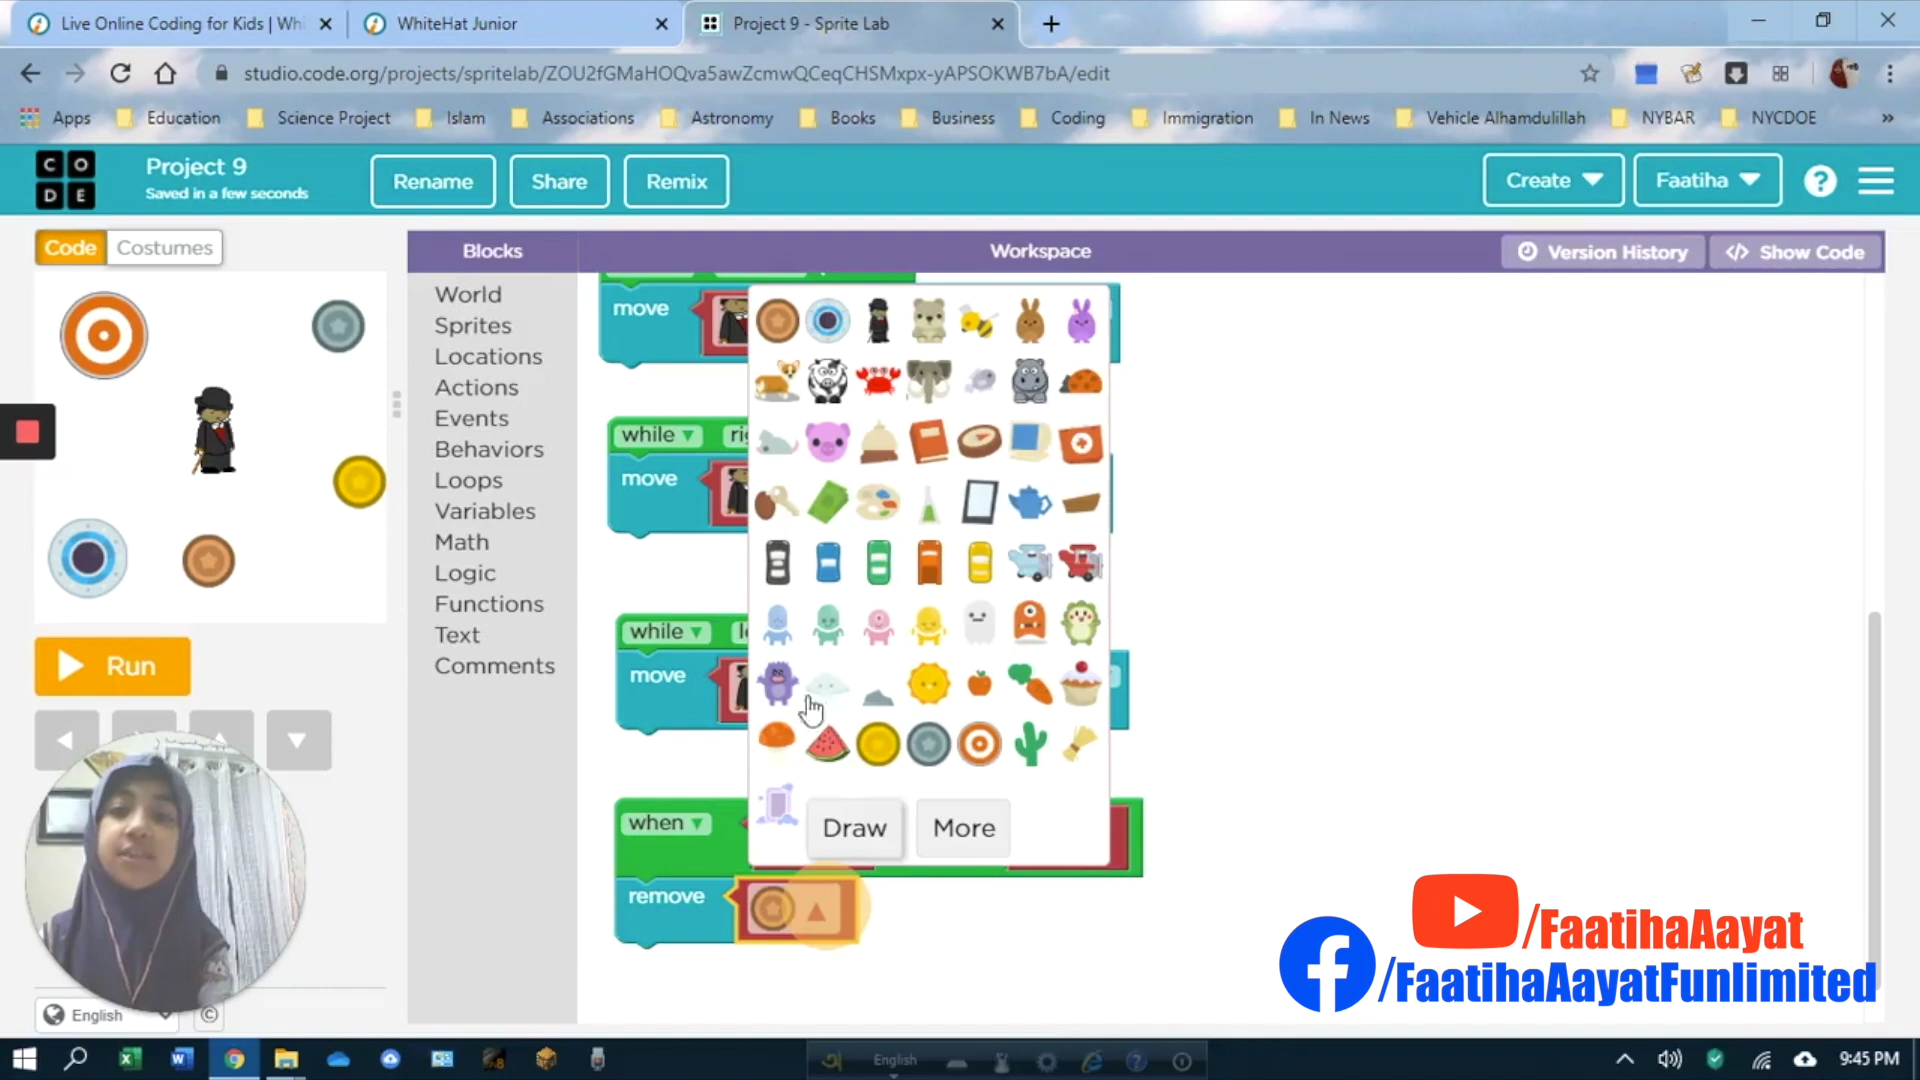 Live Online Coding for Kids | Whi
WhiteHat Junior
Project 9 - Sprite Lab
studio.code.org/projects/spritelab/ZOU2fGMaHOQva5awZcmwQCeqCHSMxpx-yAPSOKWB7bA/edit
Apps Education Science Project Islam Associations Astronomy Books Business Coding Immigration In News Vehicle Alhamdulillah NYBAR NYCDOE »
CODE
Project 9
Saved in a few seconds
Rename Share Remix Create Faatiha ?
Code Costumes
Blocks Workspace Version History </> Show Code
World
Sprites
Locations
Actions
Events
Behaviors
Loops
Variables
Math
Logic
Functions
Text
Comments
move
while ri
move
while l
move
when
remove
Draw More
Run
English ©
/FaatihaAayat
/FaatihaAayatFunlimited
English
9:45 PM